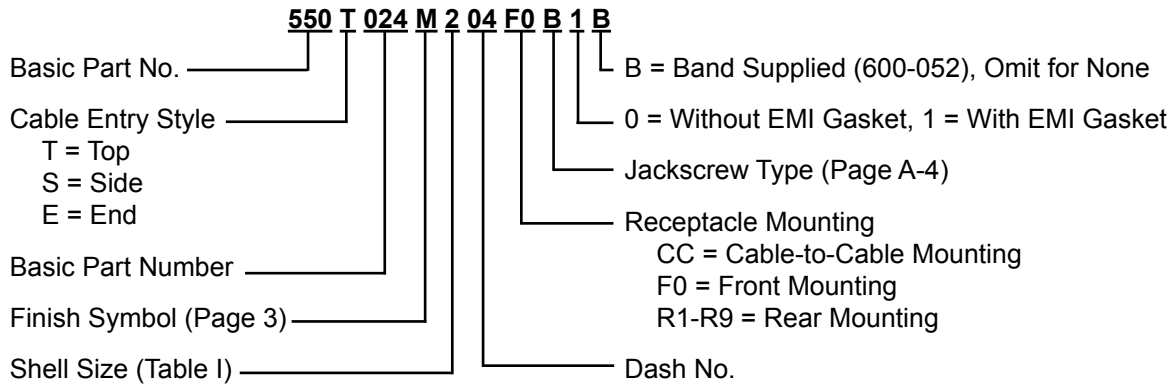 550 T 024 M 2 04 F0 B 1 B
Basic Part No.
Cable Entry Style
T = Top
S = Side
E = End
Basic Part Number
Finish Symbol (Page 3)
Shell Size (Table I)
B = Band Supplied (600-052), Omit for None
0 = Without EMI Gasket, 1 = With EMI Gasket
Jackscrew Type (Page A-4)
Receptacle Mounting
CC = Cable-to-Cable Mounting
F0 = Front Mounting
R1-R9 = Rear Mounting
Dash No.